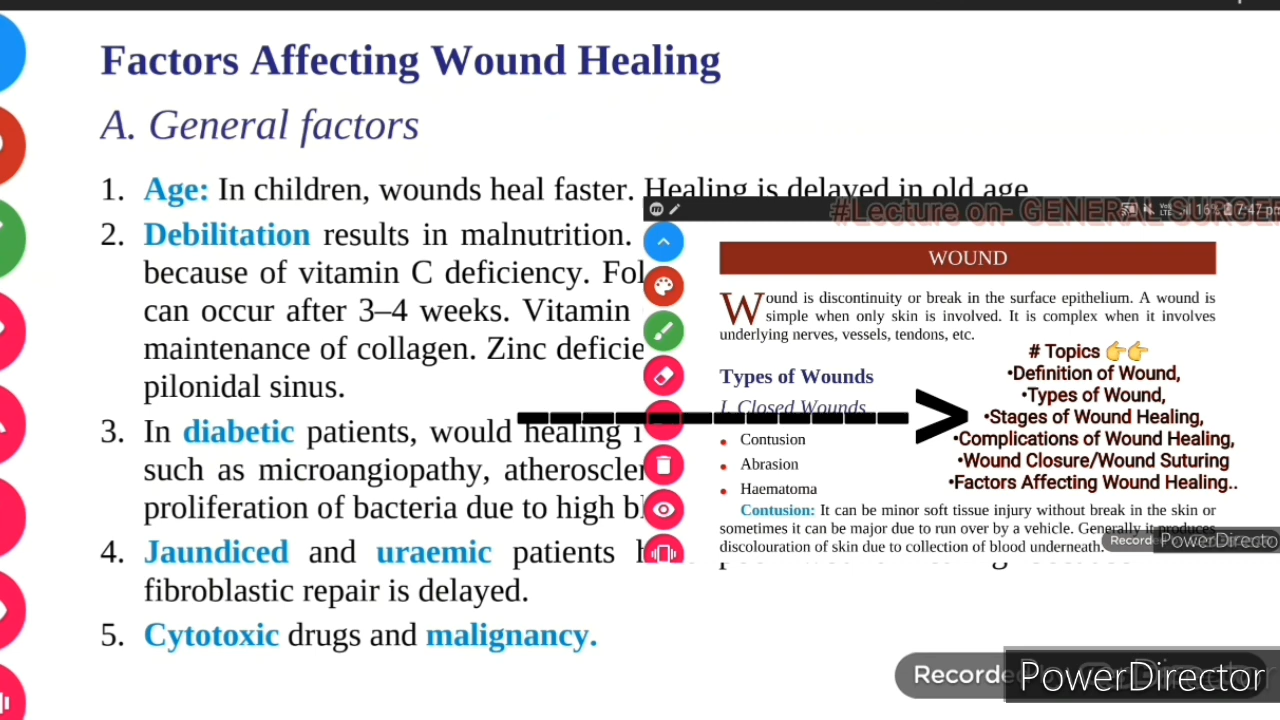 Factors Affecting Wound Healing
A. General factors
1. Age: In children, wounds heal faster. Healing is delayed in old age
2. Debilitation results in malnutrition.
because of vitamin C deficiency.
can occur after 3–4 weeks. Vitamin
maintenance of collagen. Zinc
pilonidal sinus.
3. In diabetic patients, would healing
such as microangiopathy,
proliferation of bacteria due to high
4. Jaundiced and uraemic patients
fibroblastic repair is delayed.
5. Cytotoxic drugs and malignancy.
#Lecture on- GENERAL
16% 7:47 pm
WOUND
Wound is discontinuity or break in the surface epithelium. A wound is
simple when only skin is involved. It is complex when it involves
underlying nerves, vessels, tendons, etc.
Types of Wounds
I. Closed Wounds
• Contusion
• Abrasion
• Haematoma
Contusion: It can be minor soft tissue injury without break in the skin or
sometimes it can be major due to run over by a vehicle. Generally it produces
discolouration of skin due to collection of blood underneath.
# Topics 👉👉
•Definition of Wound,
•Types of Wound,
•Stages of Wound Healing,
•Complications of Wound Healing,
•Wound Closure/Wound Suturing
•Factors Affecting Wound Healing..
PowerDirecto
Recorded
PowerDirector